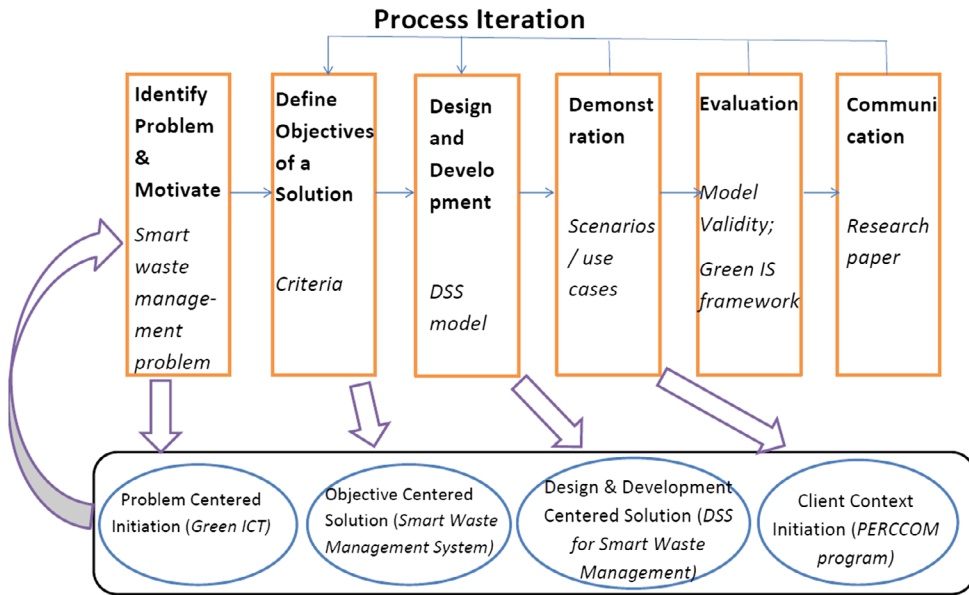 Process Iteration
Identify
Problem
&
Motivate
Smart
waste
manage-
ment
problem
Define
Objectives
of a
Solution
Criteria
Design
and
Develo
pment
DSS
model
Demonst
ration
Scenarios
/ use
cases
Evaluation
Model
Validity;
Green IS
framework
Communi
cation
Research
paper
Problem Centered
Initiation (Green ICT)
Objective Centered
Solution (Smart Waste
Management System)
Design & Development
Centered Solution (DSS
for Smart Waste
Management)
Client Context
Initiation (PERCCOM
program)